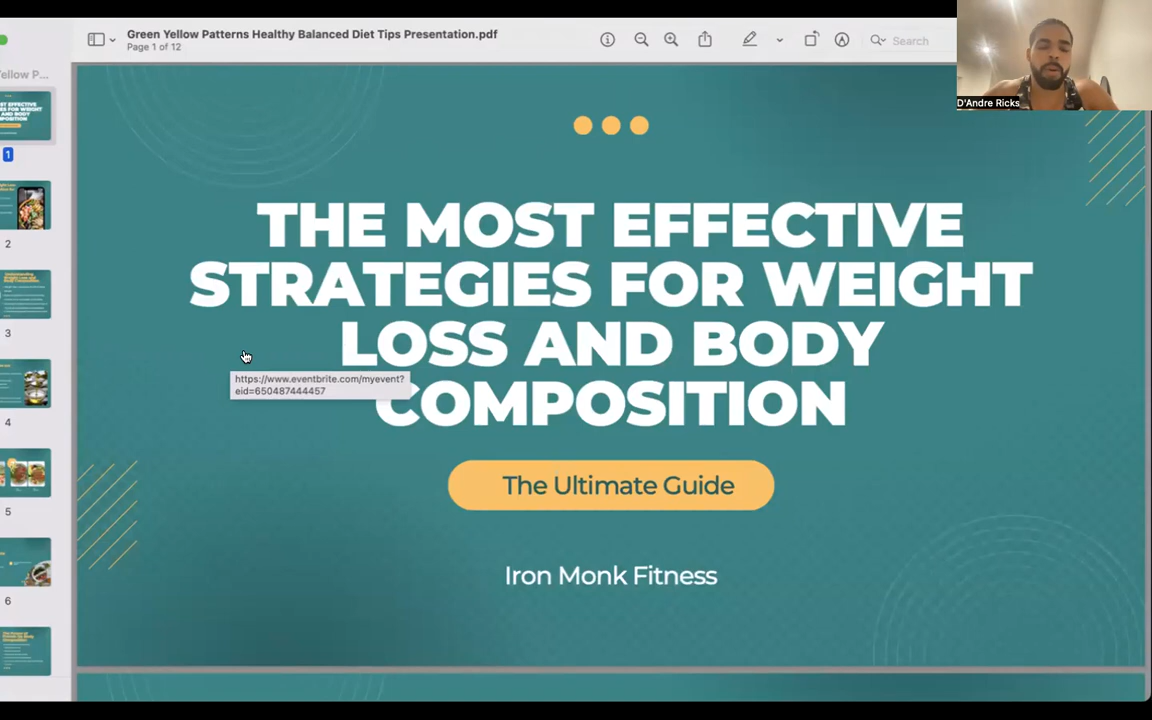 Green Yellow Patterns Healthy Balanced Diet Tips Presentation.pdf
Page 1 of 12
Search
D'Andre Ricks
ellow P...
1
2
3
4
5
6
THE MOST EFFECTIVE
STRATEGIES FOR WEIGHT
LOSS AND BODY
COMPOSITION
https://www.eventbrite.com/myevent?
eid=650487444457
The Ultimate Guide
Iron Monk Fitness